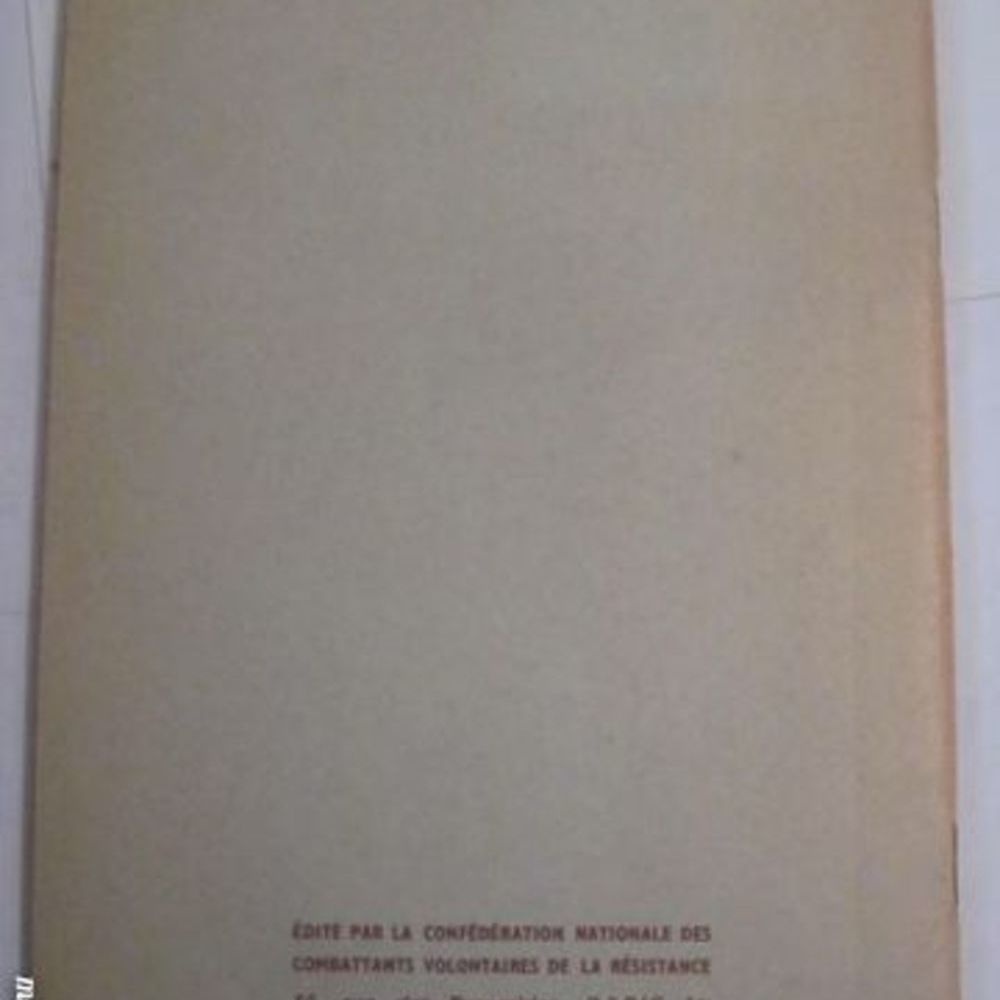 ÉDITÉ PAR LA CONFÉDÉRATION NATIONALE DES
COMBATTANTS VOLONTAIRES DE LA RÉSISTANCE